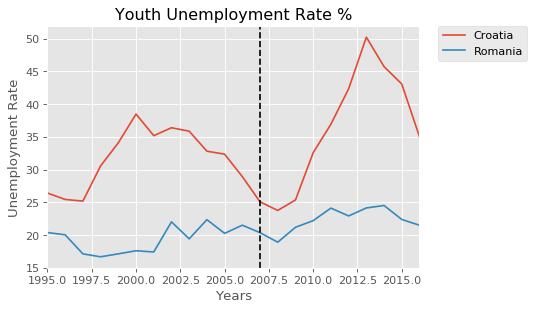 Youth Unemployment Rate %
Croatia
Romania
Unemployment Rate
50
45
40
35
30
25
20
15
1995.0 1997.5 2000.0 2002.5 2005.0 2007.5 2010.0 2012.5 2015.0
Years